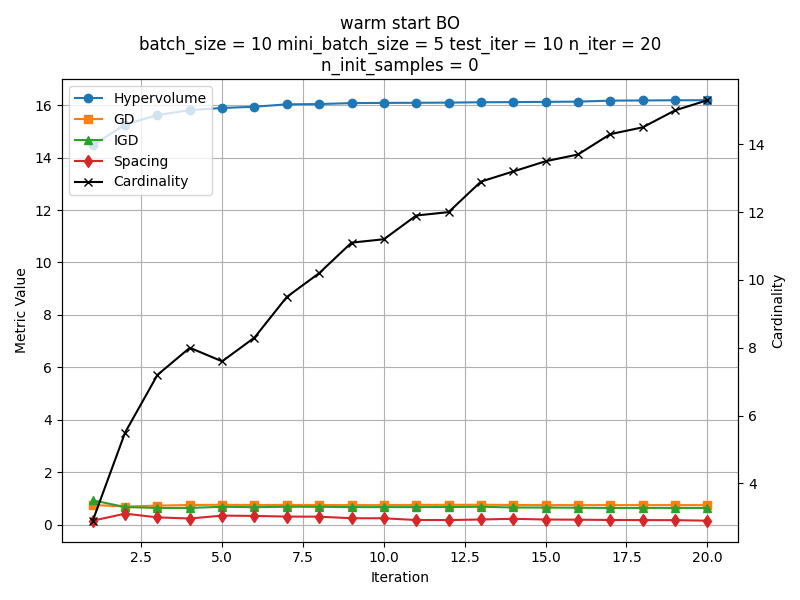 warm start BO
batch_size = 10 mini_batch_size = 5 test_iter = 10 n_iter = 20
n_init_samples = 0
Hypervolume
GD
IGD
Spacing
Cardinality
Metric Value
16
14
12
10
8
6
4
2
0
14
12
10
8
6
4
Cardinality
2.5 5.0 7.5 10.0 12.5 15.0 17.5 20.0
Iteration